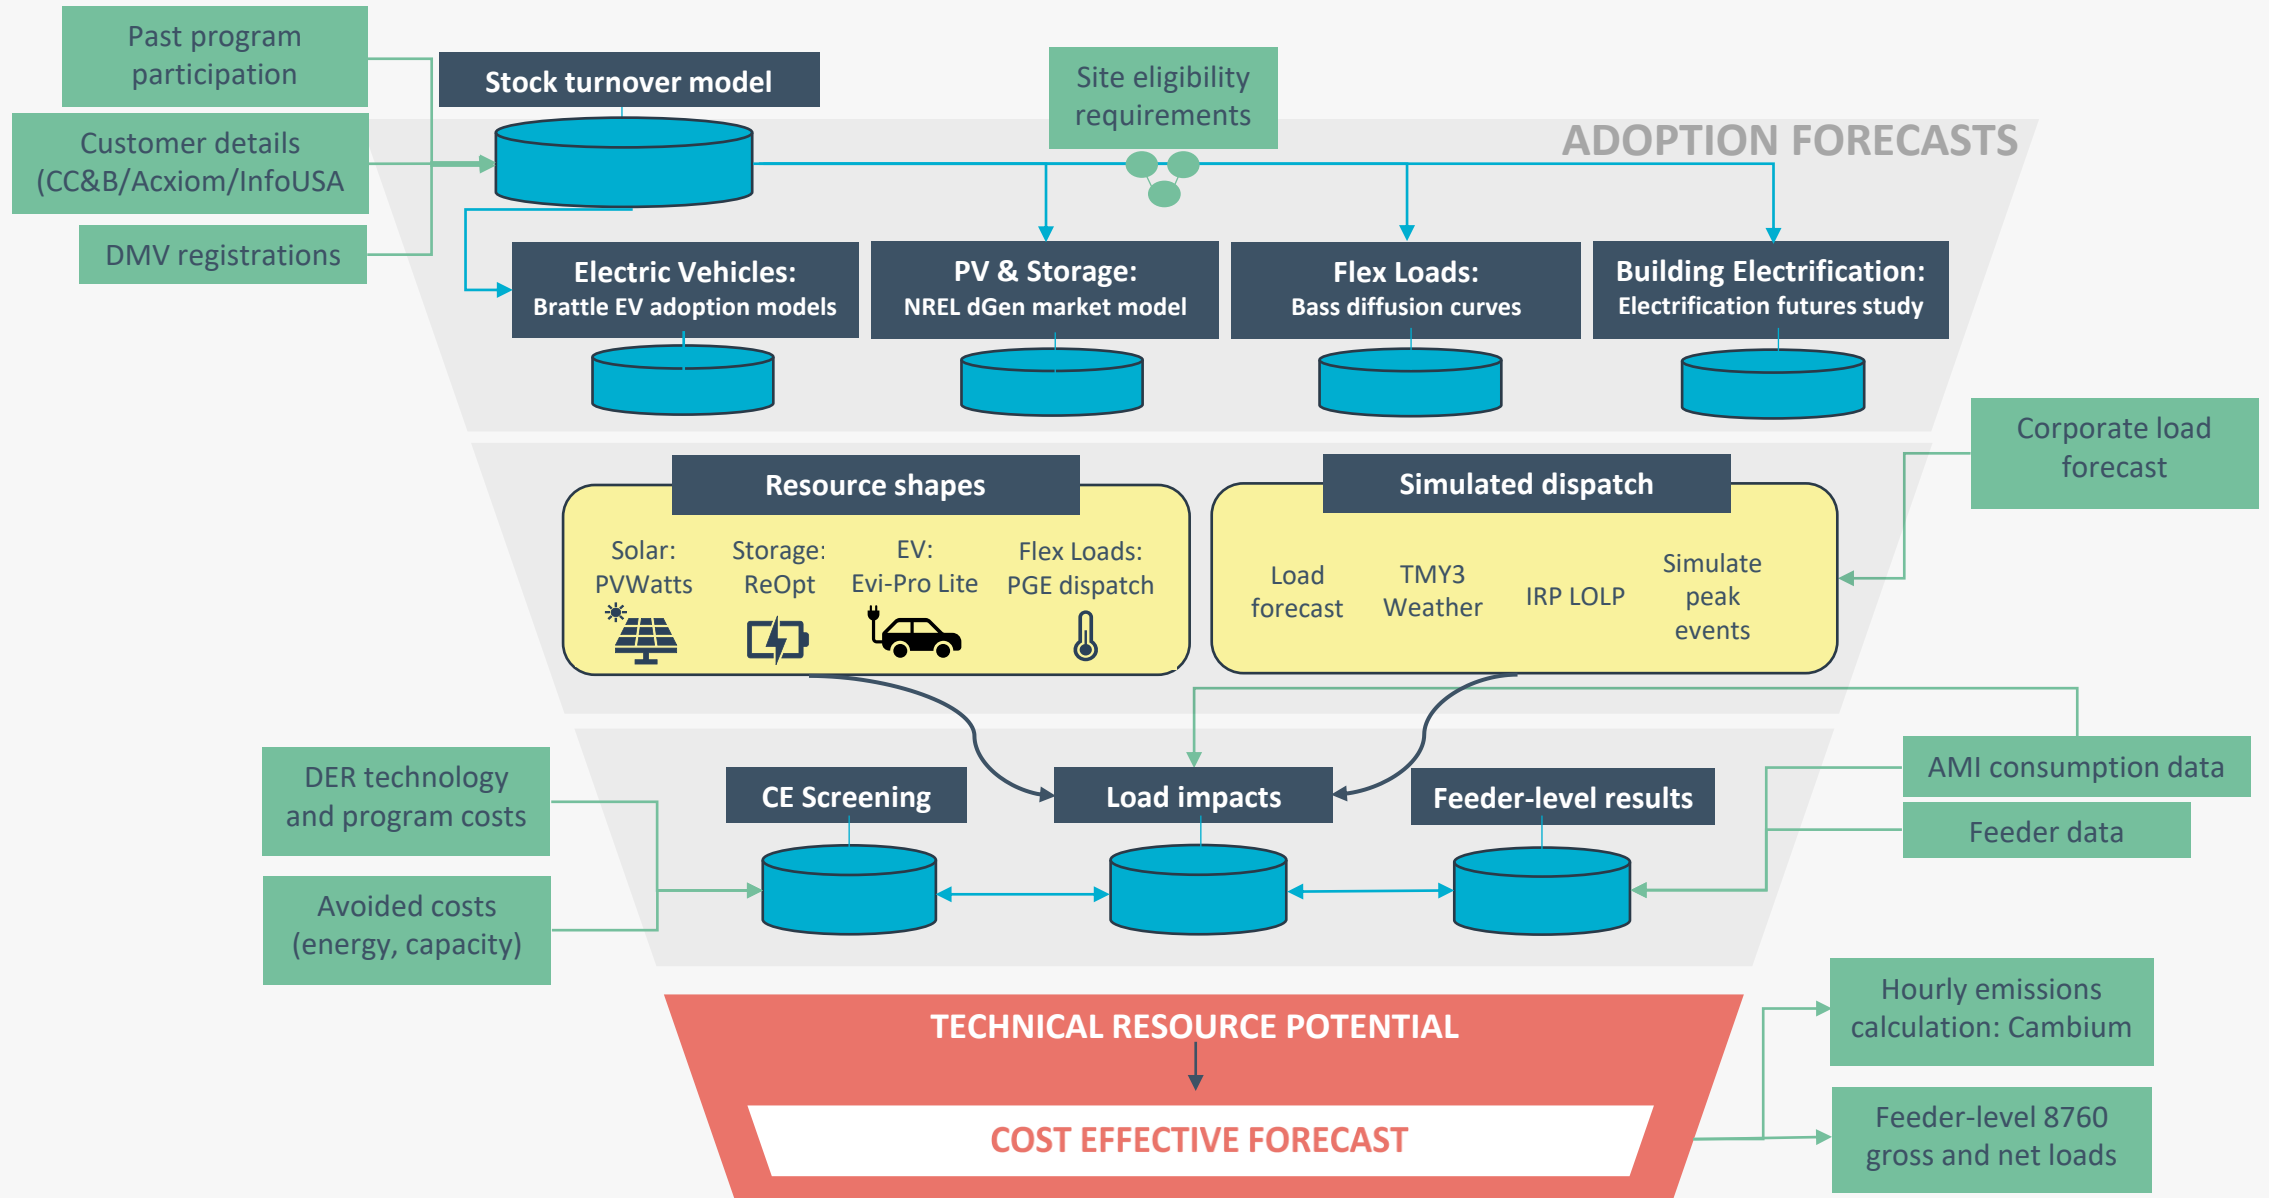 Past program
participation
Stock turnover model
Site eligibility
requirements
Customer details
(CC&B/Acxiom/InfoUSA
ADOPTION FORECASTS
DMV registrations
Electric Vehicles:
Brattle EV adoption models
PV & Storage:
NREL dGen market model
Flex Loads:
Bass diffusion curves
Building Electrification:
Electrification futures study
Corporate load
forecast
Resource shapes
Solar:
PVWatts
Storage:
ReOpt
EV:
Evi-Pro Lite
Flex Loads:
PGE dispatch
Simulated dispatch
Load
forecast
TMY3
Weather
IRP LOLP
Simulate
peak
events
DER technology
and program costs
CE Screening
Load impacts
Feeder-level results
AMI consumption data
Feeder data
Avoided costs
(energy, capacity)
TECHNICAL RESOURCE POTENTIAL
COST EFFECTIVE FORECAST
Hourly emissions
calculation: Cambium
Feeder-level 8760
gross and net loads